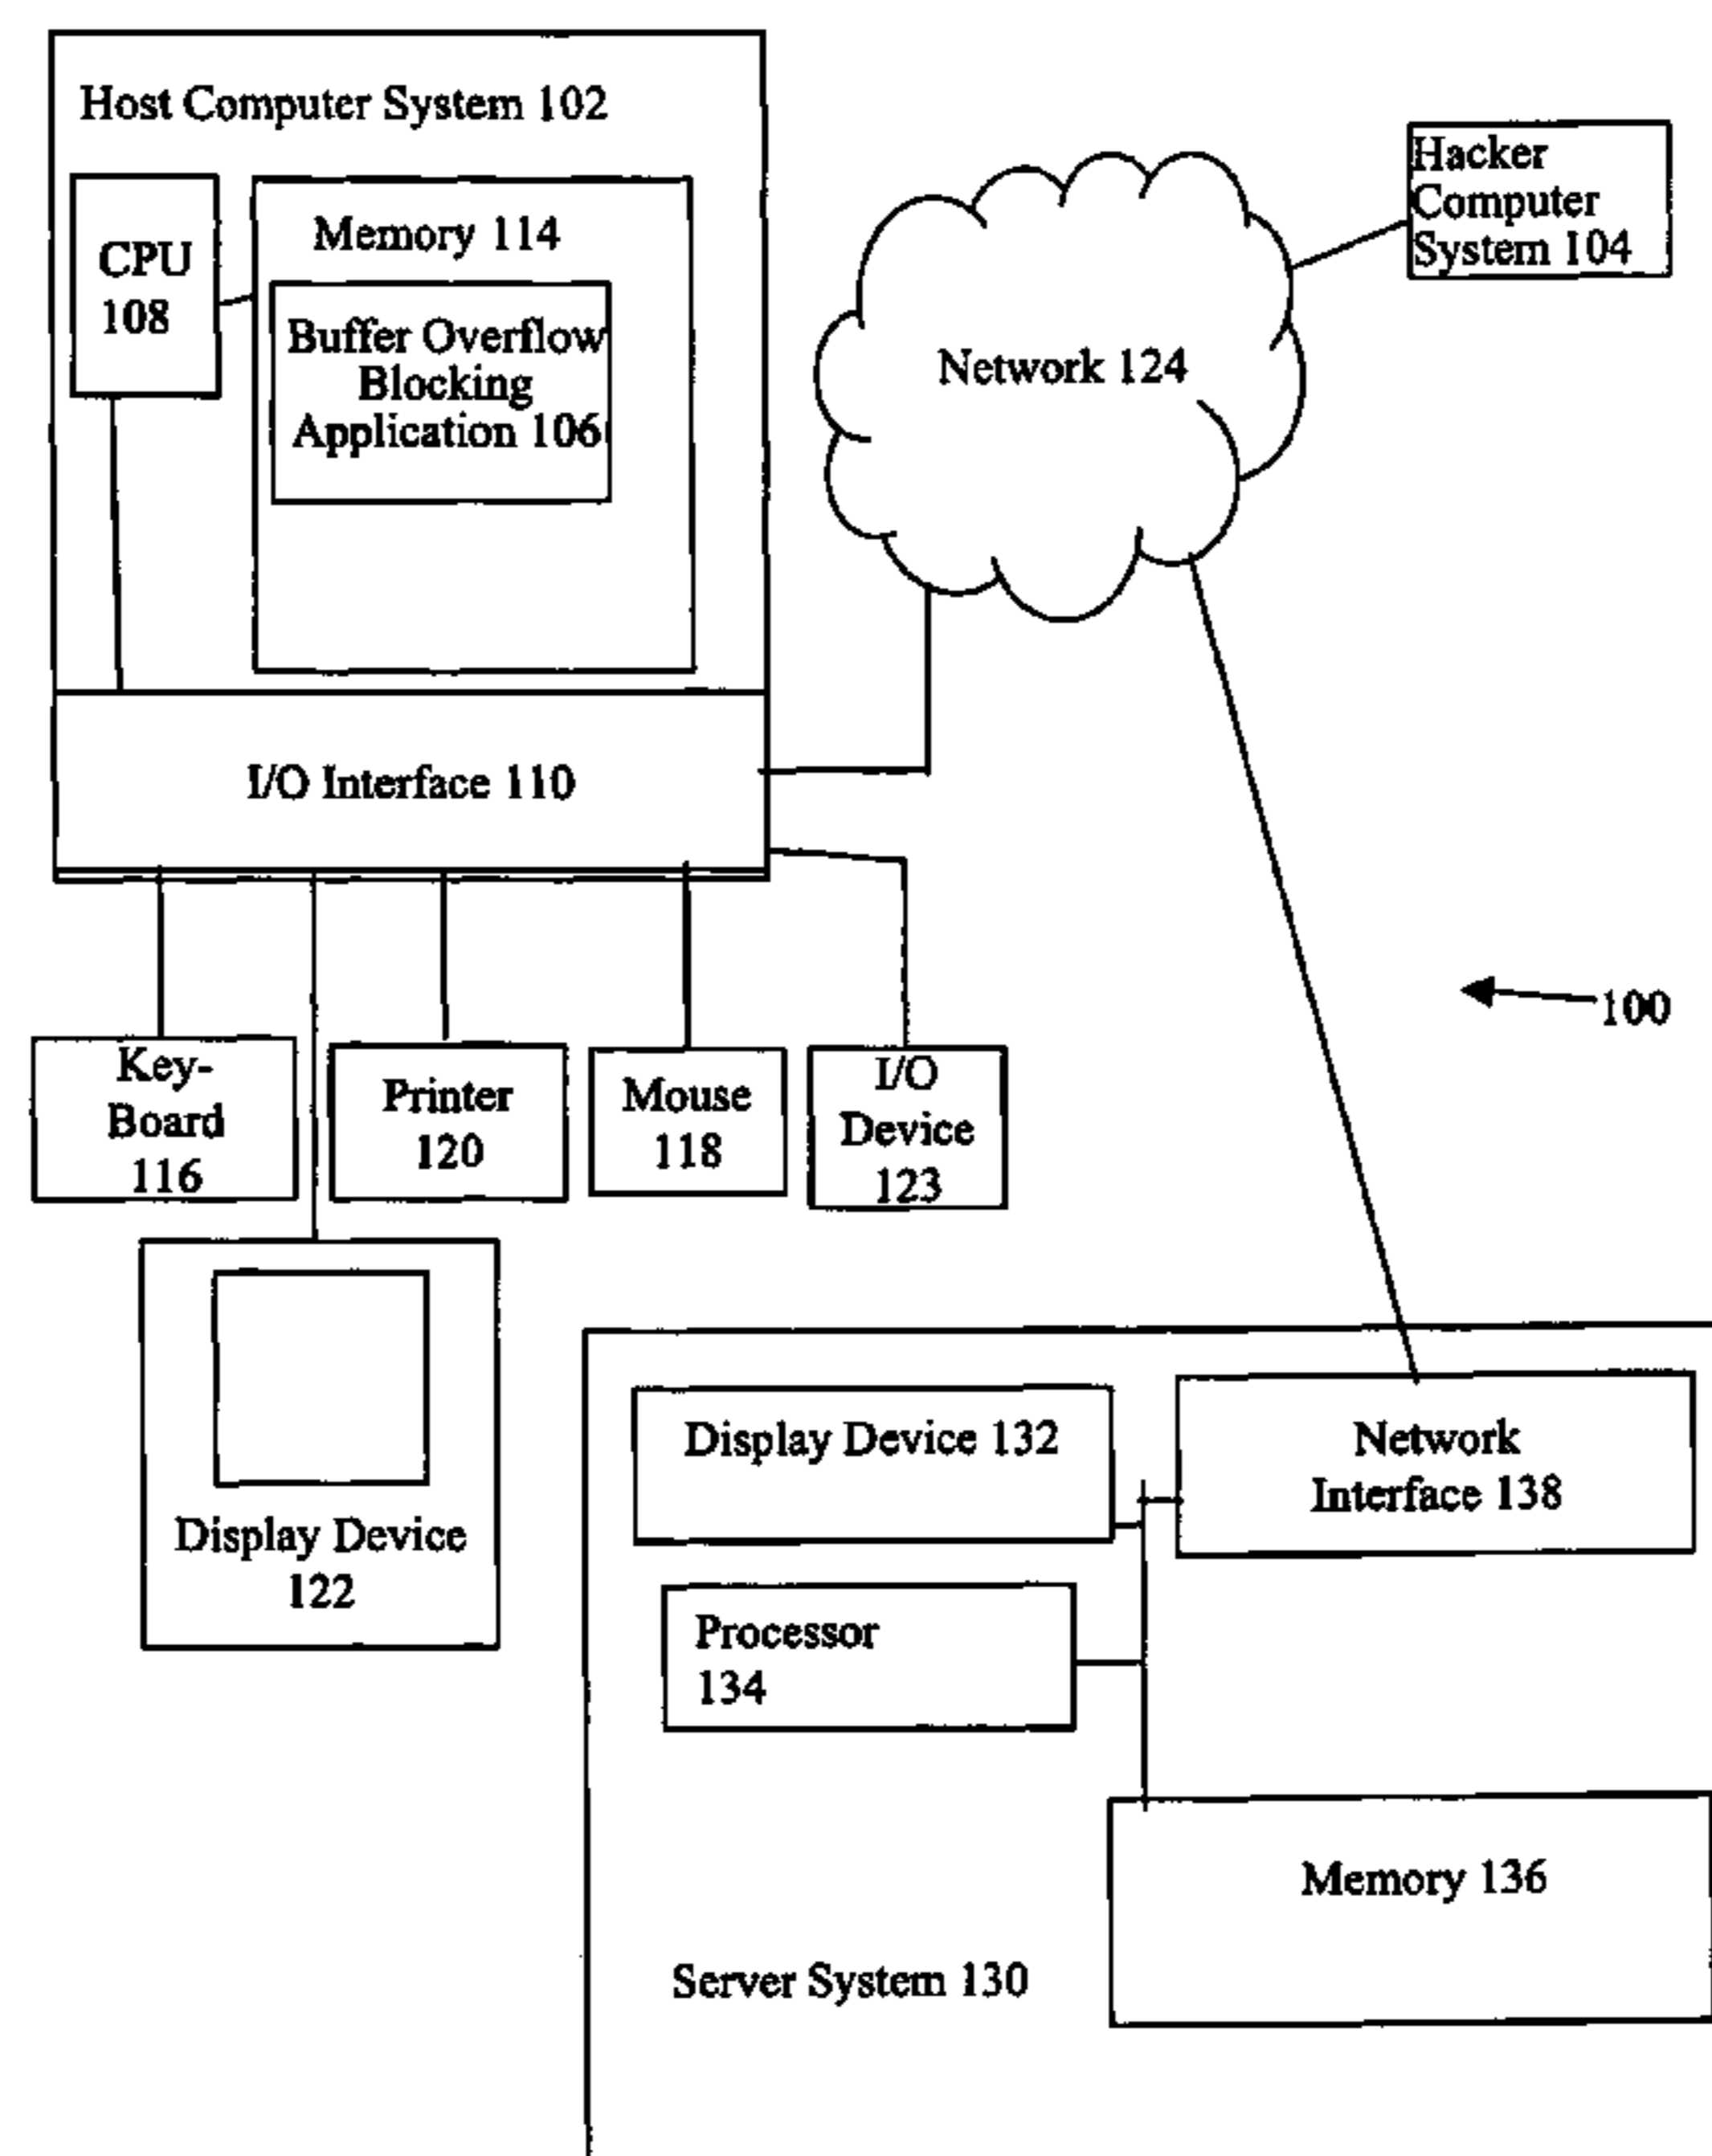 Host Computer System 102
CPU
108
Memory 114
Buffer Overflow
Blocking
Application 106
I/O Interface 110
Network 124
Hacker
Computer
System 104
100
Key-
Board
116
Printer
120
Mouse
118
I/O
Device
123
Display Device
122
Display Device 132
Network
Interface 138
Processor
134
Memory 136
Server System 130